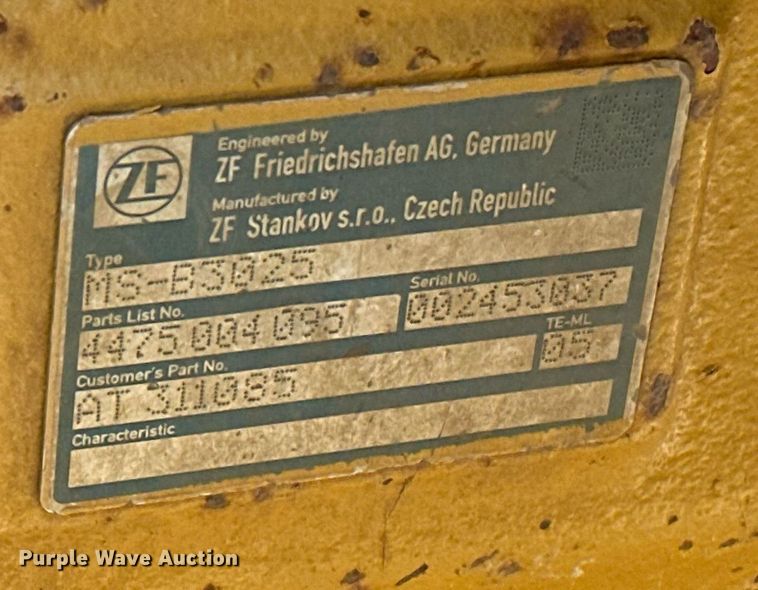 ZF
Engineered by
ZF Friedrichshafen AG, Germany
Manufactured by
ZF Stankov s.r.o., Czech Republic
Type
MS-B3025
Parts List No.
4475 004 095
Serial No.
002453037
Customer's Part No.
AT 311085
TE-ML
05
Characteristic
Purple Wave Auction